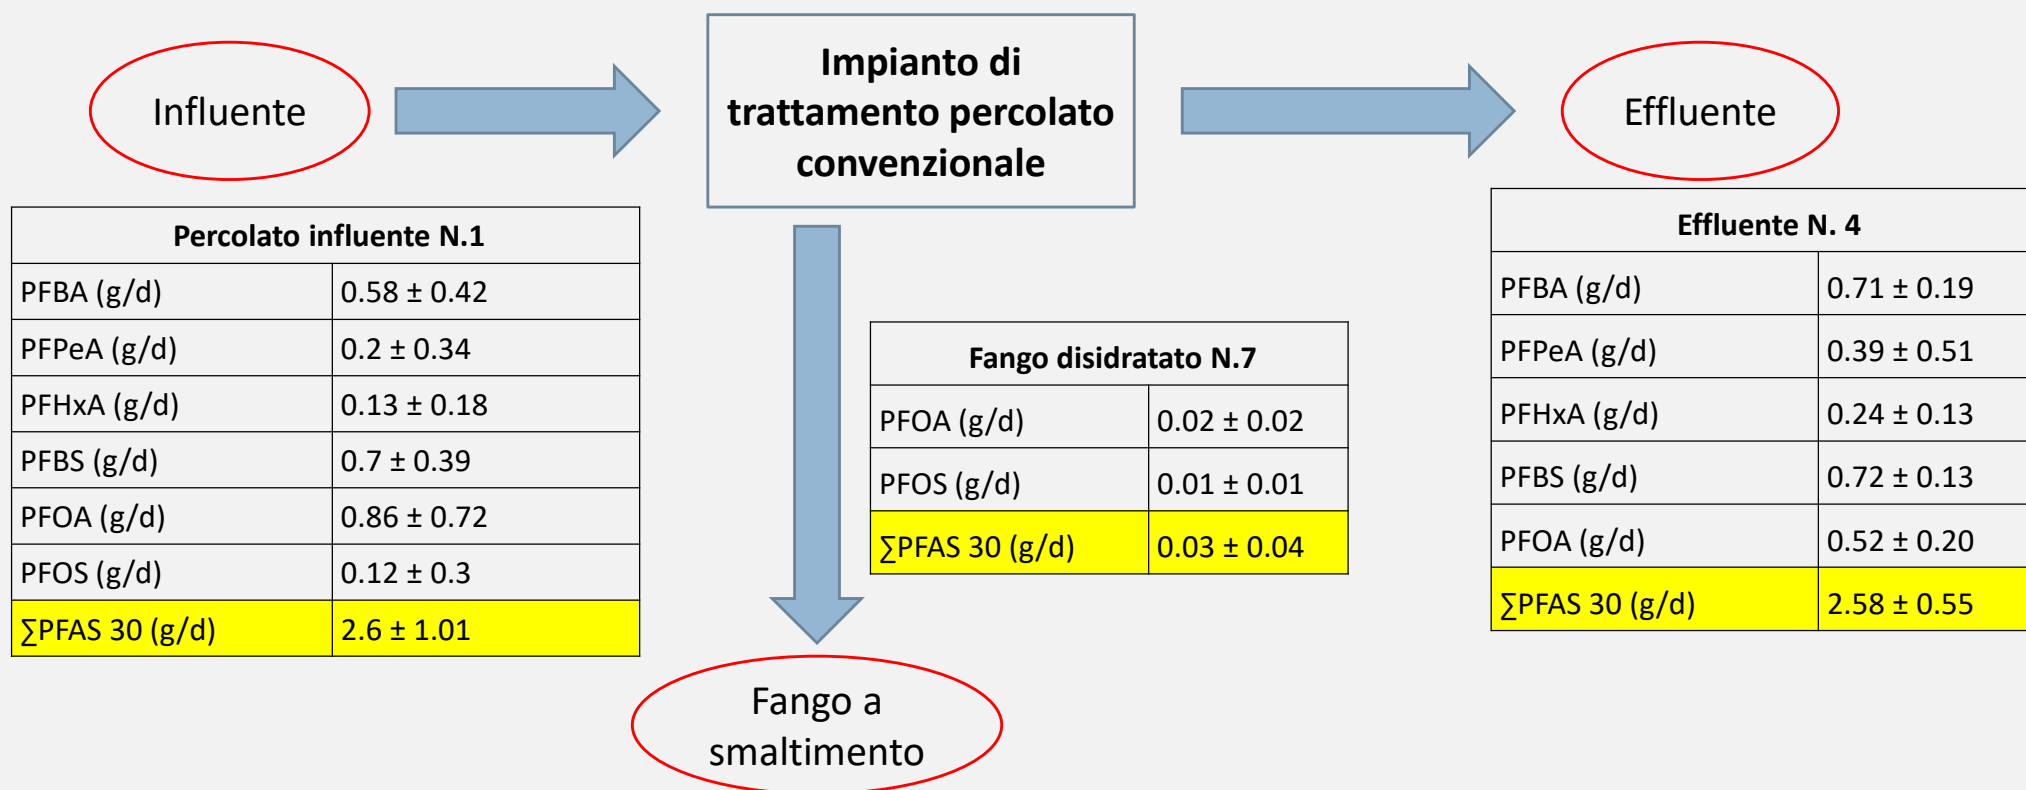 Influente
Impianto di
trattamento percolato
convenzionale
Effluente
Percolato influente N.1
PFBA (g/d) 0.58 ± 0.42
PFPeA (g/d) 0.2 ± 0.34
PFHxA (g/d) 0.13 ± 0.18
PFBS (g/d) 0.7 ± 0.39
PFOA (g/d) 0.86 ± 0.72
PFOS (g/d) 0.12 ± 0.3
∑PFAS 30 (g/d) 2.6 ± 1.01
Fango disidratato N.7
PFOA (g/d) 0.02 ± 0.02
PFOS (g/d) 0.01 ± 0.01
∑PFAS 30 (g/d) 0.03 ± 0.04
Effluente N. 4
PFBA (g/d) 0.71 ± 0.19
PFPeA (g/d) 0.39 ± 0.51
PFHxA (g/d) 0.24 ± 0.13
PFBS (g/d) 0.72 ± 0.13
PFOA (g/d) 0.52 ± 0.20
∑PFAS 30 (g/d) 2.58 ± 0.55
Fango a
smaltimento